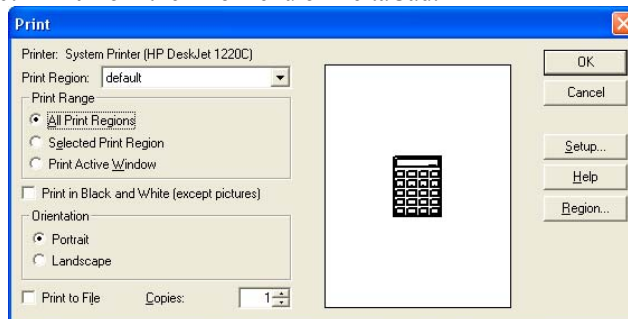 Print
Printer: System Printer (HP DeskJet 1220C)
Print Region: default
Print Range
All Print Regions
Selected Print Region
Print Active Window
Print in Black and White (except pictures)
Orientation
Portrait
Landscape
Print to File Copies: 1
OK
Cancel
Setup...
Help
Region...